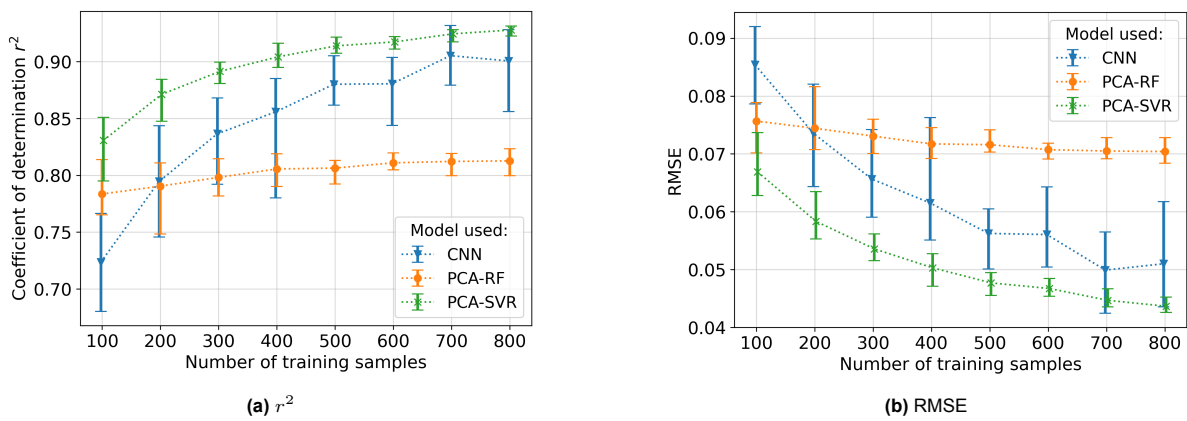 Coefficient of determination r²
0.90
0.85
0.80
0.75
0.70
100 200 300 400 500 600 700 800
Number of training samples
Model used:
CNN
PCA-RF
PCA-SVR
(a) r²
RMSE
0.09
0.08
0.07
0.06
0.05
0.04
100 200 300 400 500 600 700 800
Number of training samples
Model used:
CNN
PCA-RF
PCA-SVR
(b) RMSE